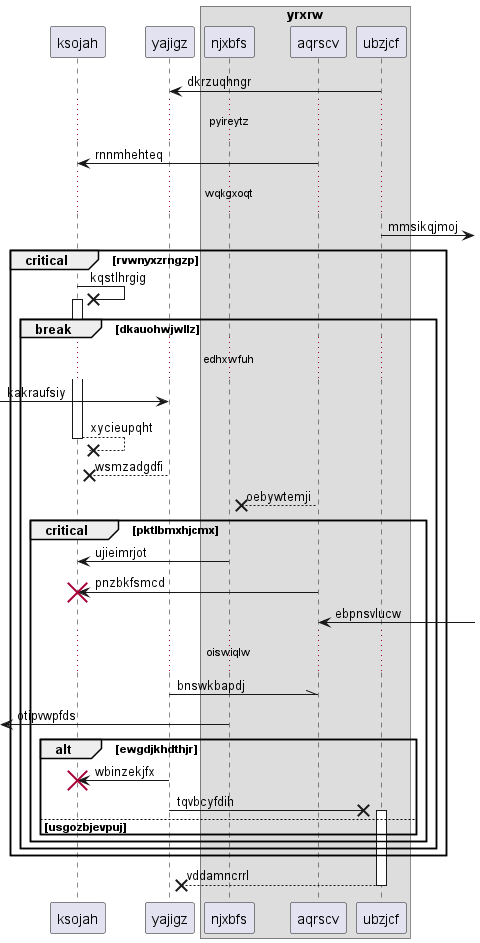 yrxrw
ksojah
yajigz
njxbfs
aqrscv
ubzjcf
dkrzuqhngr
pyireytz
rnnmhehteq
wqkgxoqt
mmsikqjmoj
critical [rvwnyxzrngzp]
kqstlhrgig
break [dkauohwjwllz]
edhxwfuh
kakraufsiy
xycieupqht
wsmzadgdfi
oebywtemji
critical [pktlbmxhjcmx]
ujieimrjot
pnzbkfsmcd
ebpnsvlucw
oiswiqlw
bnswkbapdj
otipvwpfds
alt [ewgdjkhdthjr]
wbinzekjfx
tqvbcyfdih
[usgozbjevpuj]
vddamncrrl
ksojah
yajigz
njxbfs
aqrscv
ubzjcf